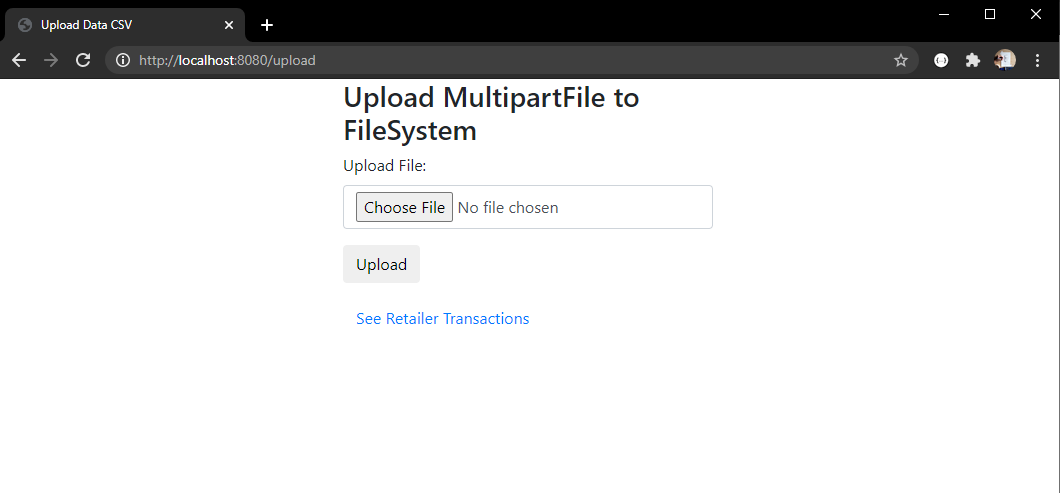 Upload Data CSV
http://localhost:8080/upload
Upload MultipartFile to
FileSystem
Upload File:
Choose File No file chosen
Upload
See Retailer Transactions